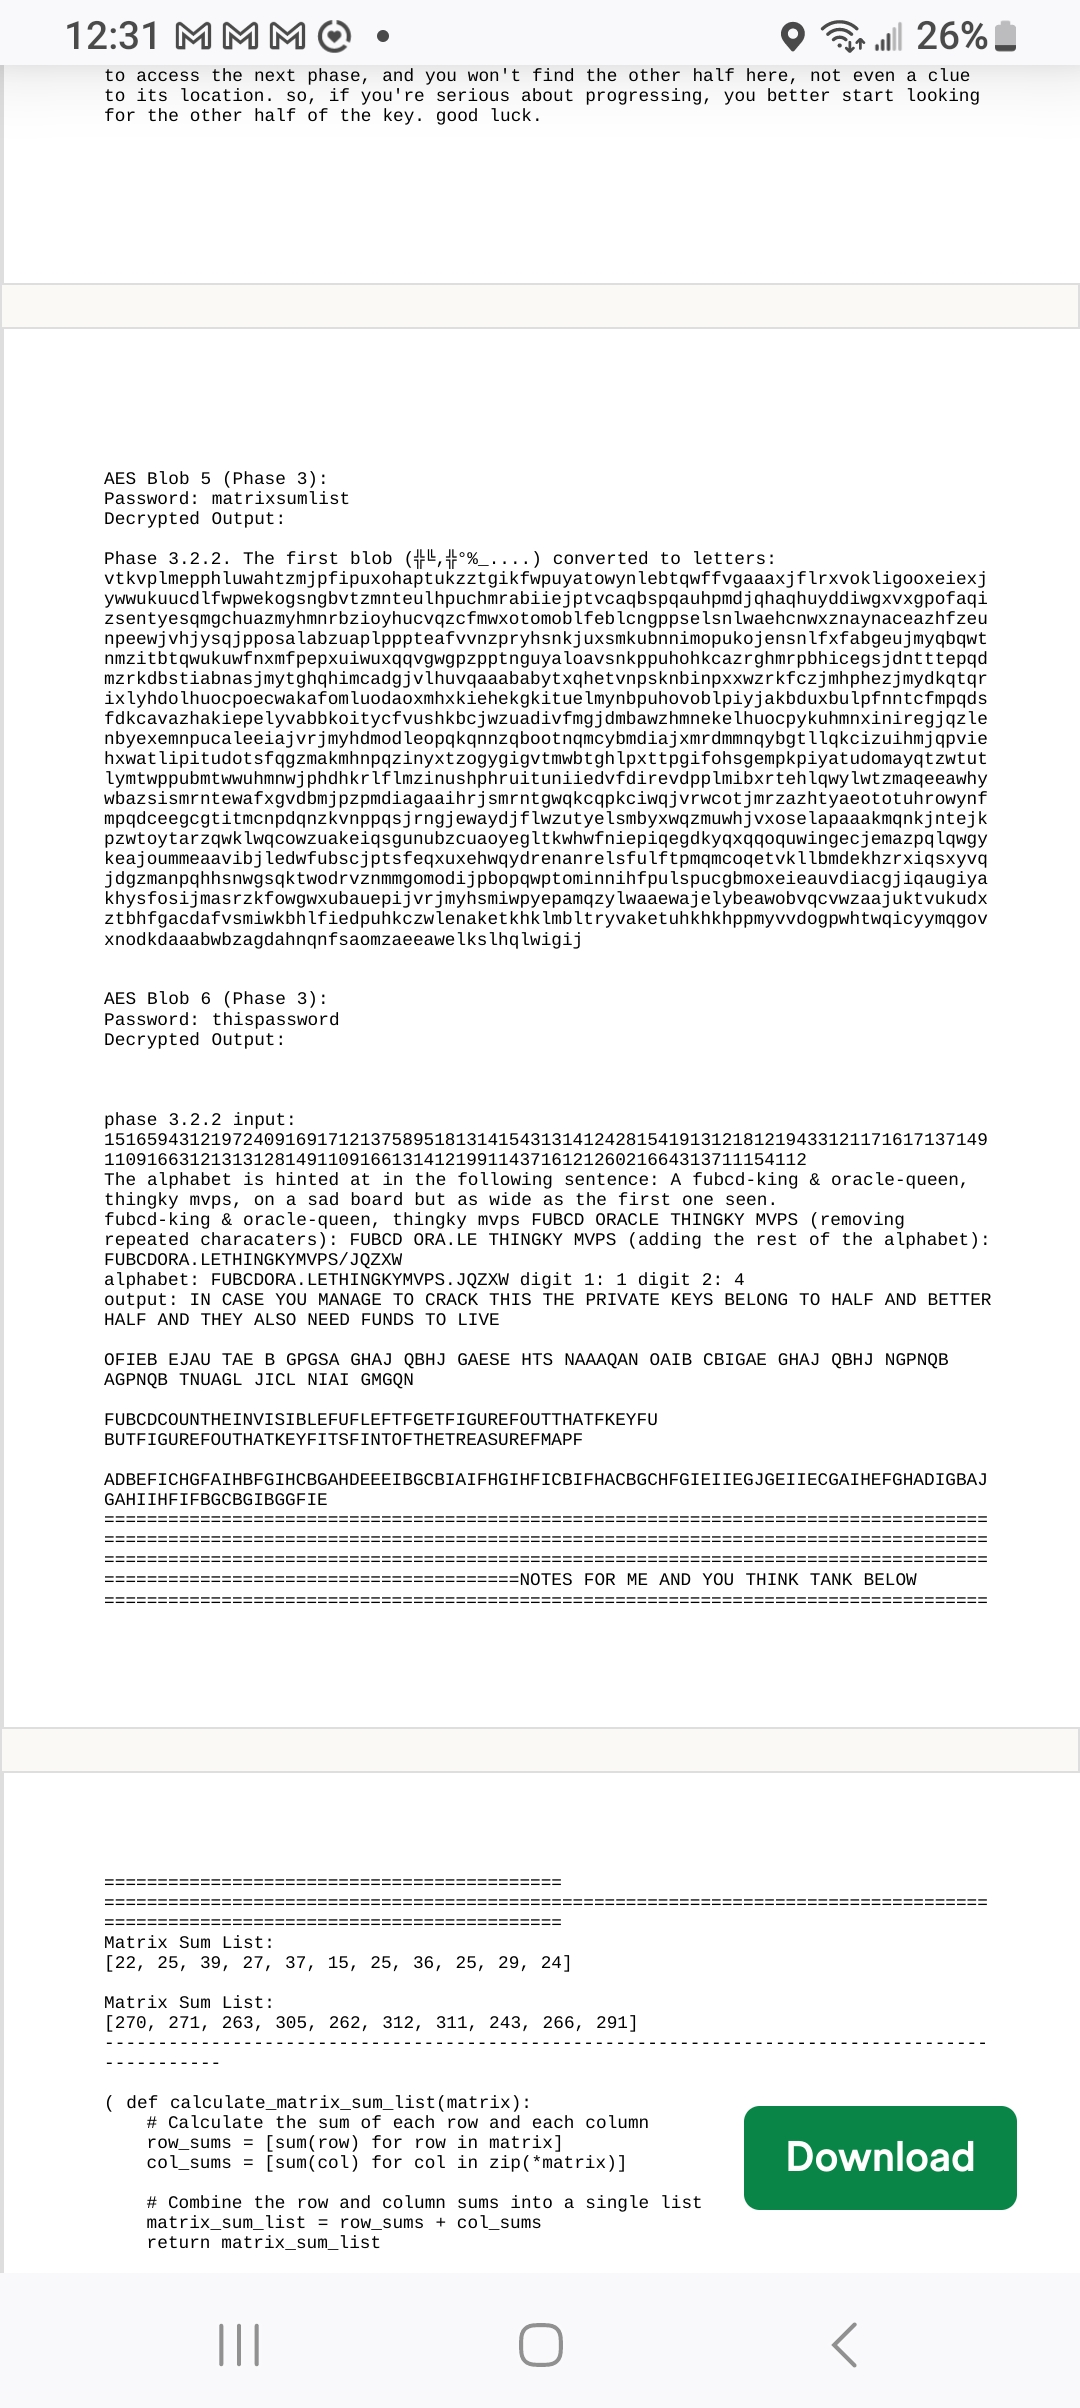 12:31
26%
to access the next phase, and you won't find the other half here, not even a clue
to its location. so, if you're serious about progressing, you better start looking
for the other half of the key. good luck.
AES Blob 5 (Phase 3):
Password: matrixsumlist
Decrypted Output:
Phase 3.2.2. The first blob (╬╚,╬°%_....) converted to letters:
vtkvplmepphluwahtzmjpfipuxohaptukzztgikfwpuyatowynlebtqwffvgaaaxjflrxvokligooxeiexj
ywwukuucdlfwpwekogsngbvtzmnteulhpuchmrabiiejptvcaqbspqauhpmdjqhaqhuyddiwgxvxgpofaqi
zsentyesqmgchuazmyhmnrbzioyhucvqzcfmwxotomoblfeblcngppselsnlwaehcnwxznaynaceazhfzeu
npeewjvhjysqjpposalabzuaplpppteafvvnzpryhsnkjuxsmkubnnimopukojensnlfxfabgeujmyqbqwt
nmzitbtqwukuwfnxmfpepxuiwuxqqvgwgpzpptnguyaloavsnkppuhohkcazrghmrpbhicegsjdntttepqd
mzrkdbstiabnasjmytghqhimcadgjvlhuvqaaababytxqhetvnpsknbinpxxwzrkfczjmhphezjmydkqtqr
ixlyhdolhuocpoecwakafomluodaoxmhxkiehekgkituelmynbpuhovoblpiyjakbduxbulpfnntcfmpqds
fdkcavazhakiepelyvabbkoitycfvushkbcjwzuadivfmgjdmbawzhmnekelhuocpykuhmnxiniregjqzle
nbyexemnpucaleeiajvrjmyhdmodleopqkqnnzqbootnqmcybmdiajxmrdmmnqybgtllqkcizuihmjqpvie
hxwatlipitudotsfqgzmakmhnpqzinyxtzogygigvtmwbtghlpxttpgifohsgempkpiyatudomayqtzwtut
lymtwppubmtwwuhmnwjphdhkrlflmzinushphruituniiedvfdirevdpplmibxrtehlqwylwtzmaqeeawhy
wbazsismrntewafxgvdbmjpzpmdiagaaihrjsmrntgwqkcqpkciwqjvrwcotjmrzazhtyaeototuhrowynf
mpqdceegcgtitmcnpdqnzkvnppqsjrngjewaydjflwzutyelsmbyxwqzmuwhjvxoselapaaakmqnkjntejk
pzwtoytarzqwklwqcowzuakeiqsgunubzcuaoyegltkwhwfniepiqegdkyqxqqoquwingecjemazpqlqwgy
keajoummeaavibjledwfubscjptsfeqxuxehwqydrenanrelsfulftpmqmcoqetvkllbmdekhzrxiqsxyvq
jdgzmanpqhhsnwgsqktwodrvznmmgomodijpbopqwptominnihfpulspucgbmoxeieauvdiacgjiqaugiya
khysfosijmasrzkfowgwxubauepijvrjmyhsmiwpyepamqzylwaaewajelybeawobvqcvwzaajuktvukudx
ztbhfgacdafvsmiwkbhlfiedpuhkczwlenaketkhklmbltryvaketuhkhkhppmyvvdogpwhtwqicyymqgov
xnodkdaaabwbzagdahnqnfsaomzaeeawelkslhqlwigij
AES Blob 6 (Phase 3):
Password: thispassword
Decrypted Output:
phase 3.2.2 input:
15165943121972409169171213758951813141543131412428154191312181219433121171617137149
110916631213131281491109166131412199114371612126021664313711154112
The alphabet is hinted at in the following sentence: A fubcd-king & oracle-queen,
thingky mvps, on a sad board but as wide as the first one seen.
fubcd-king & oracle-queen, thingky mvps FUBCD ORACLE THINGKY MVPS (removing
repeated characaters): FUBCD ORA.LE THINGKY MVPS (adding the rest of the alphabet):
FUBCDORA.LETHINGKYMVPS/JQZXW
alphabet: FUBCDORA.LETHINGKYMVPS.JQZXW digit 1: 1 digit 2: 4
output: IN CASE YOU MANAGE TO CRACK THIS THE PRIVATE KEYS BELONG TO HALF AND BETTER
HALF AND THEY ALSO NEED FUNDS TO LIVE
OFIEB EJAU TAE B GPGSA GHAJ QBHJ GAESE HTS NAAAQAN OAIB CBIGAE GHAJ QBHJ NGPNQB
AGPNQB TNUAGL JICL NIAI GMGQN
FUBCDCOUNTHEINVISIBLEFUFLEFTFGETFIGUREFOUTTHATFKEYFU
BUTFIGUREFOUTHATKEYFITSFINTOFTHETREASUREFMAPF
ADBEFICHGFAIHBFGIHCBGAHDEEEIBGCBIAIFHGIHFICBIFHACBGCHFGIEIIEGJGEIIECGAIHEFGHADIGBAJ
GAHIIHFIFBGCBGIBGGFIE
===================================================================================
===================================================================================
===================================================================================
=======================================NOTES FOR ME AND YOU THINK TANK BELOW
===================================================================================
===========================================
===================================================================================
===========================================
Matrix Sum List:
[22, 25, 39, 27, 37, 15, 25, 36, 25, 29, 24]
Matrix Sum List:
[270, 271, 263, 305, 262, 312, 311, 243, 266, 291]
-----------------------------------------------------------------------------------
-----------
( def calculate_matrix_sum_list(matrix):
# Calculate the sum of each row and each column
row_sums = [sum(row) for row in matrix]
col_sums = [sum(col) for col in zip(*matrix)]
# Combine the row and column sums into a single list
matrix_sum_list = row_sums + col_sums
return matrix_sum_list
Download